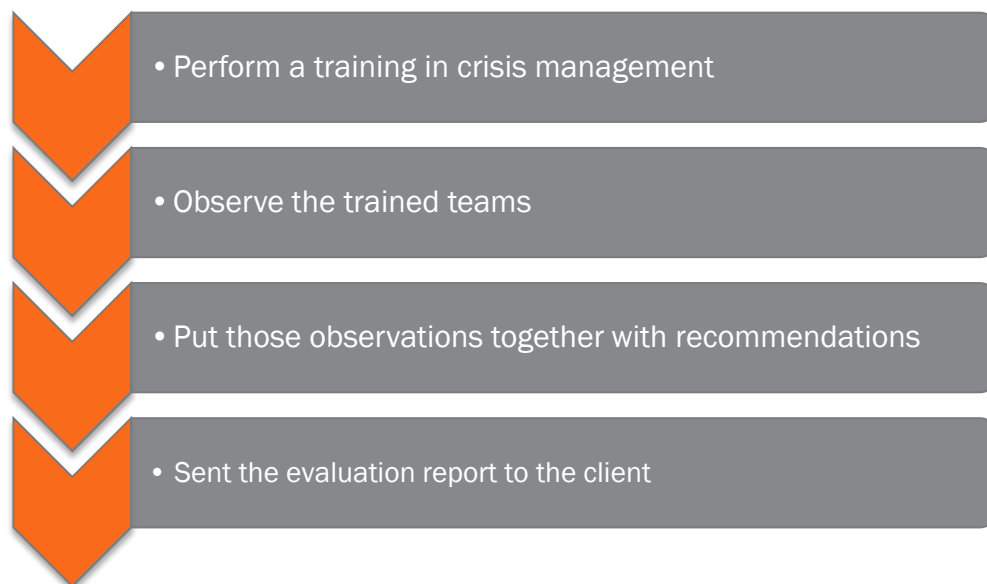 • Perform a training in crisis management
• Observe the trained teams
• Put those observations together with recommendations
• Sent the evaluation report to the client